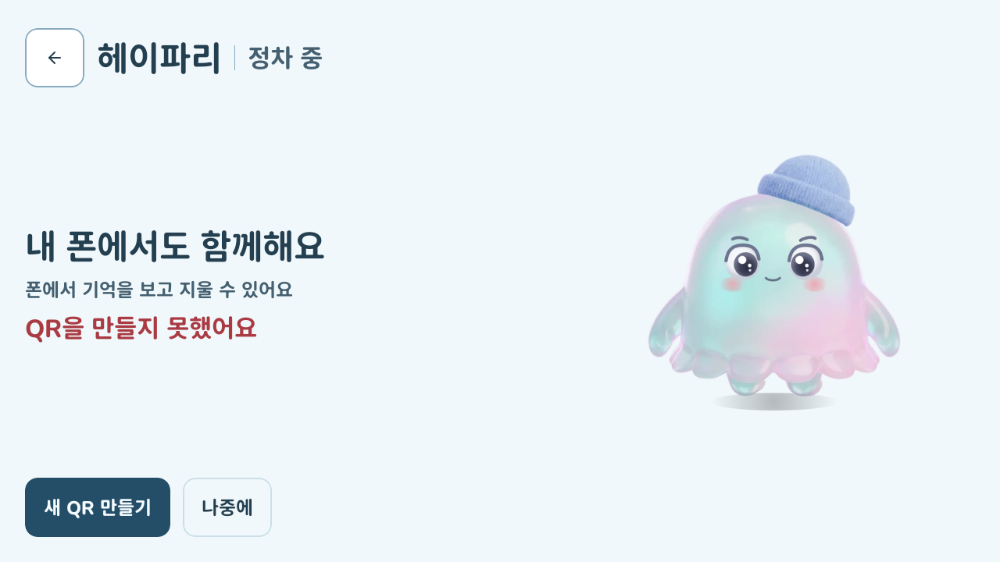 헤이파리
정차 중
내 폰에서도 함께해요
폰에서 기억을 보고 지울 수 있어요
QR을 만들지 못했어요
새 QR 만들기
나중에